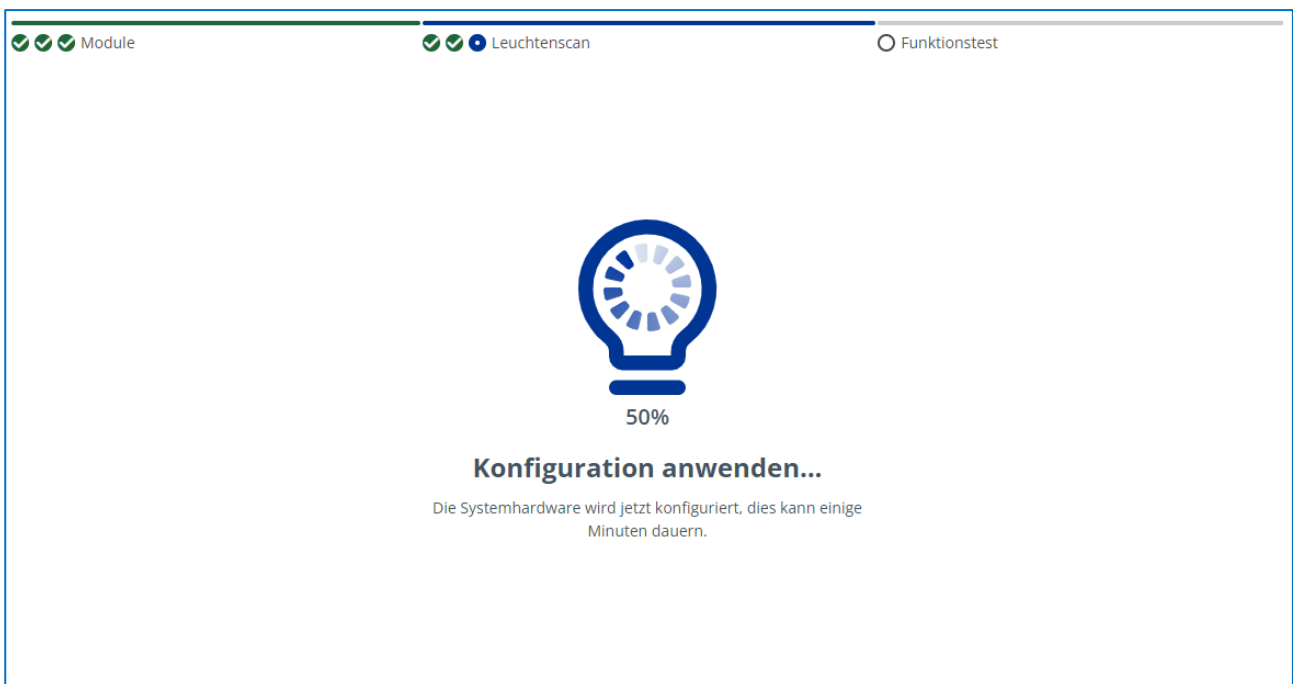 Module
Leuchtenscan
Funktionstest
50%
Konfiguration anwenden...
Die Systemhardware wird jetzt konfiguriert, dies kann einige
Minuten dauern.